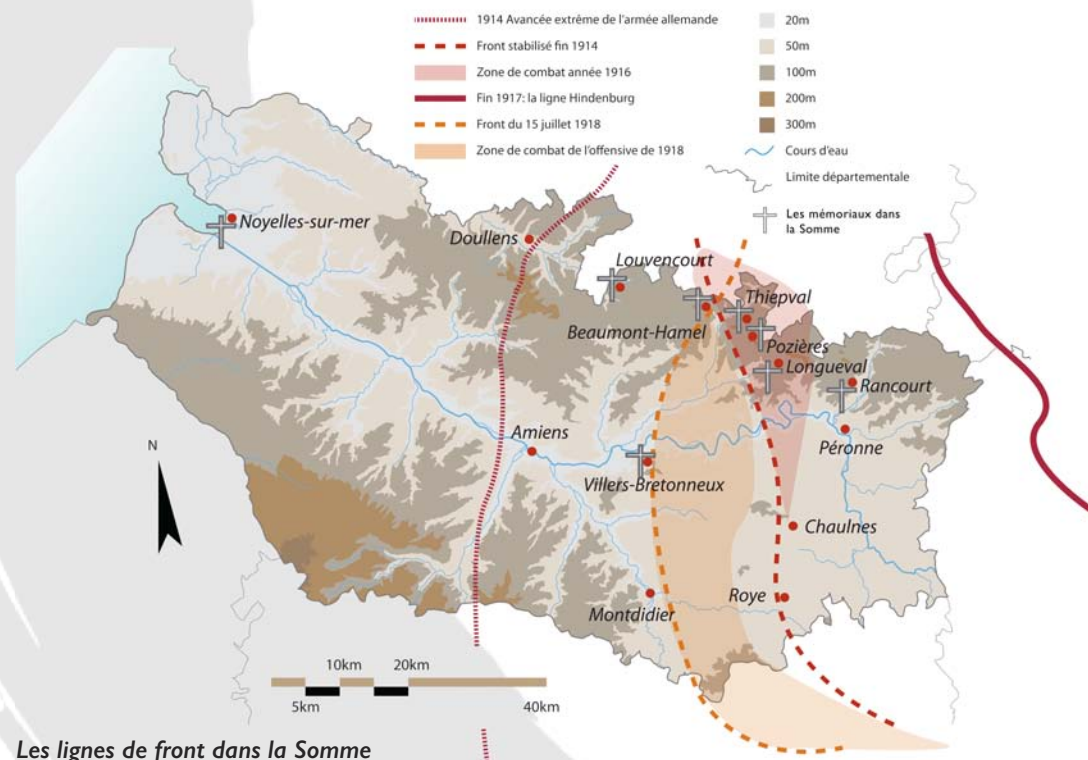 1914 Avancée extrême de l'armée allemande
Front stabilisé fin 1914
Zone de combat année 1916
Fin 1917: la ligne Hindenburg
Front du 15 juillet 1918
Zone de combat de l'offensive de 1918
20m
50m
100m
200m
300m
Cours d'eau
Limite départementale
Les mémoriaux dans
la Somme
Noyelles-sur-mer
Doullens
Louvencourt
Thiepval
Beaumont-Hamel
Pozières
Longueval
Rancourt
Amiens
Péronne
Villers-Bretonneux
N
Chaulnes
Montdidier
Roye
10km
20km
5km
40km
Les lignes de front dans la Somme